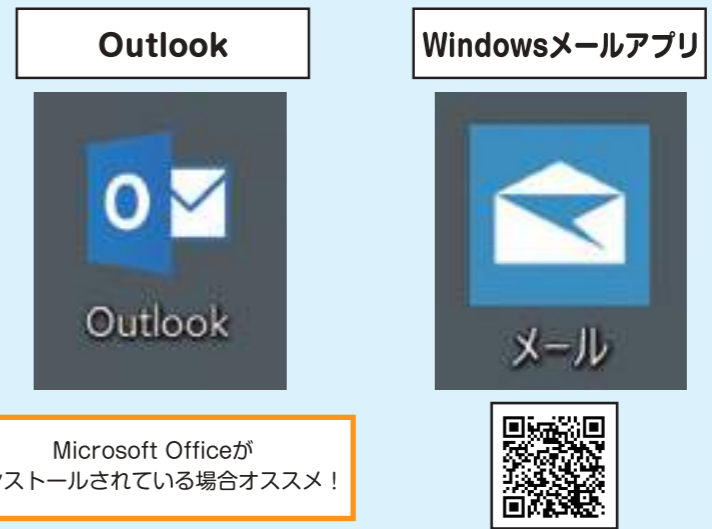 Outlook
Windowsメールアプリ
O
Outlook
メール
Microsoft Officeが
ストールされている場合オススメ！